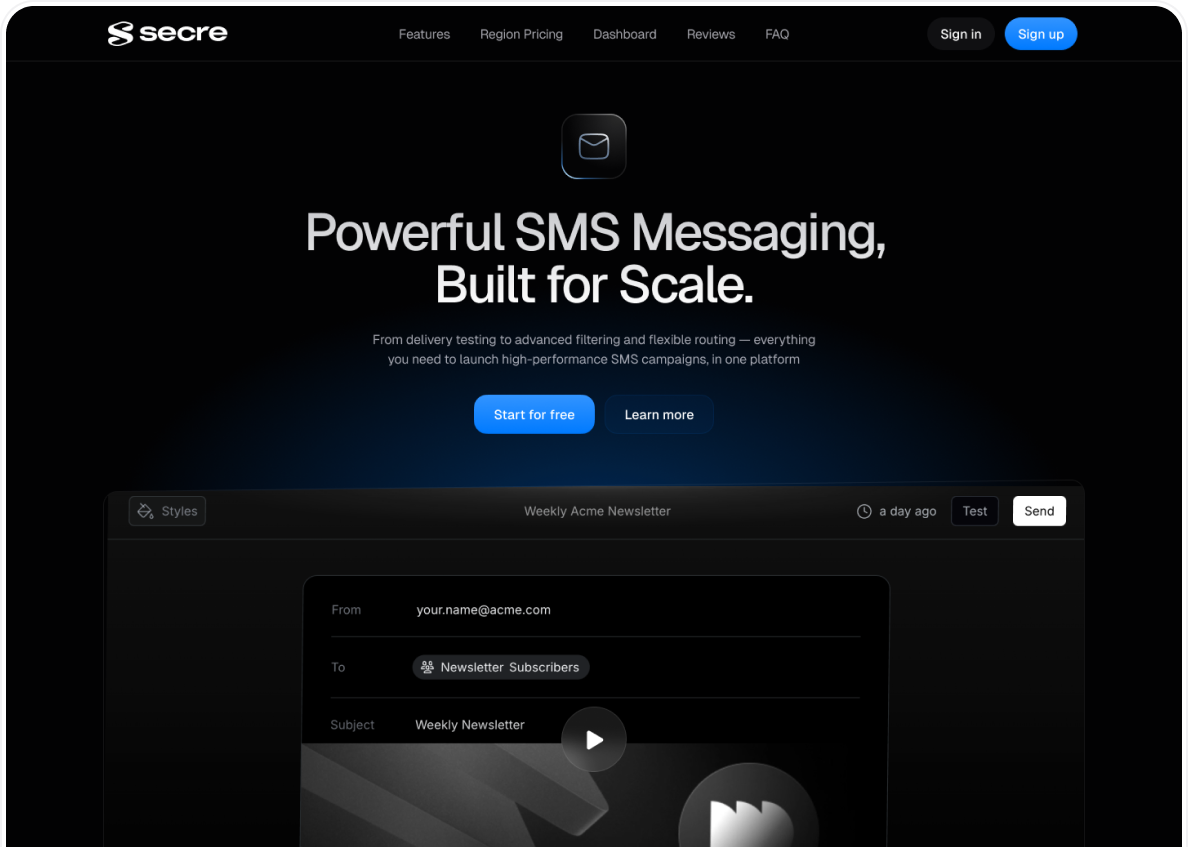 secre
Features Region Pricing Dashboard Reviews FAQ
Sign in Sign up
Powerful SMS Messaging,
Built for Scale.
From delivery testing to advanced filtering and flexible routing — everything
you need to launch high-performance SMS campaigns, in one platform
Start for free Learn more
Styles Weekly Acme Newsletter a day ago Test Send
From your.name@acme.com
To Newsletter Subscribers
Subject Weekly Newsletter